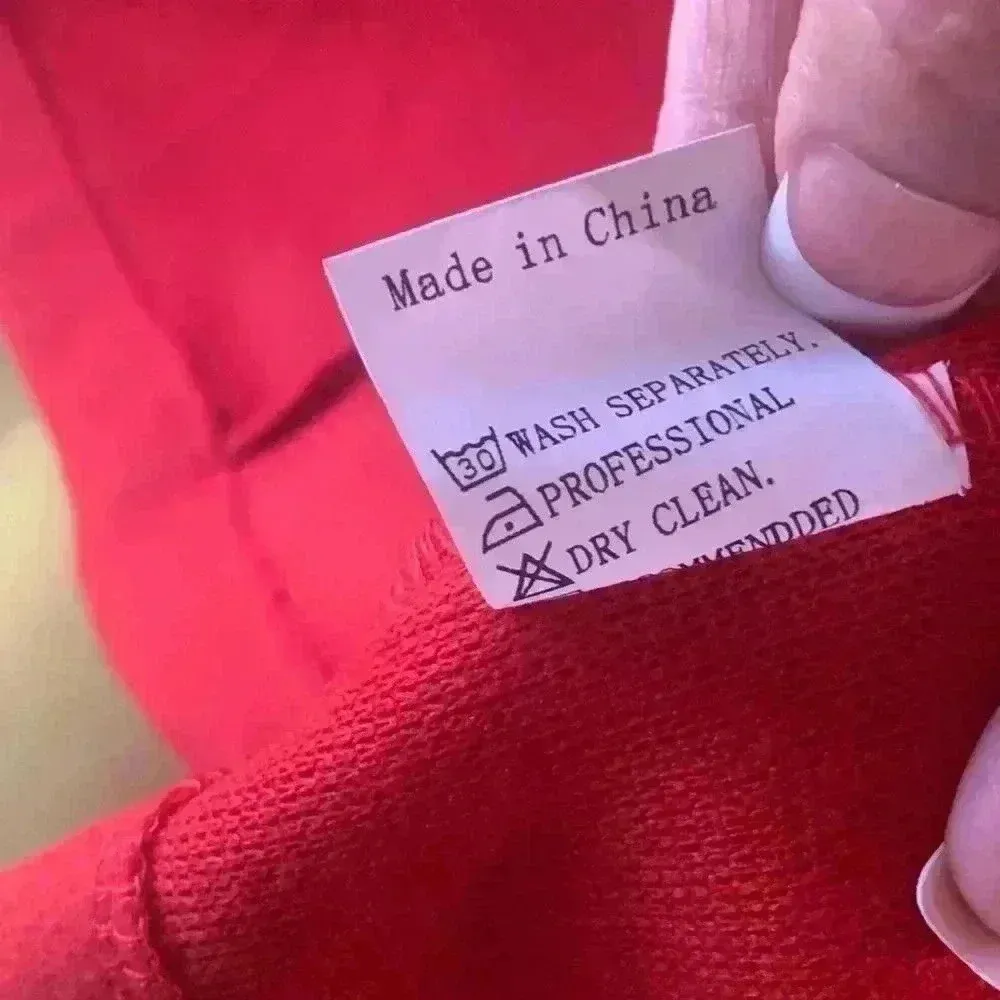 Made in China
30 WASH SEPARATELY.
PROFESSIONAL
DRY CLEAN.